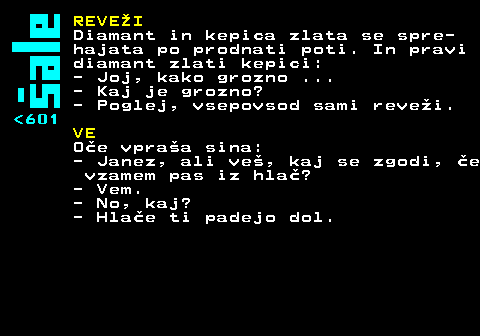 Šale
<601
REVEŽI
Diamant in kepica zlata se spre-
hajata po prodnati poti. In pravi
diamant zlati kepici:
- Joj, kako grozno ...
- Kaj je grozno?
- Poglej, vsepovsod sami reveži.
VE
Oče vpraša sina:
- Janez, ali veš, kaj se zgodi, če
vzamem pas iz hlač?
- Vem.
- No, kaj?
- Hlače ti padejo dol.